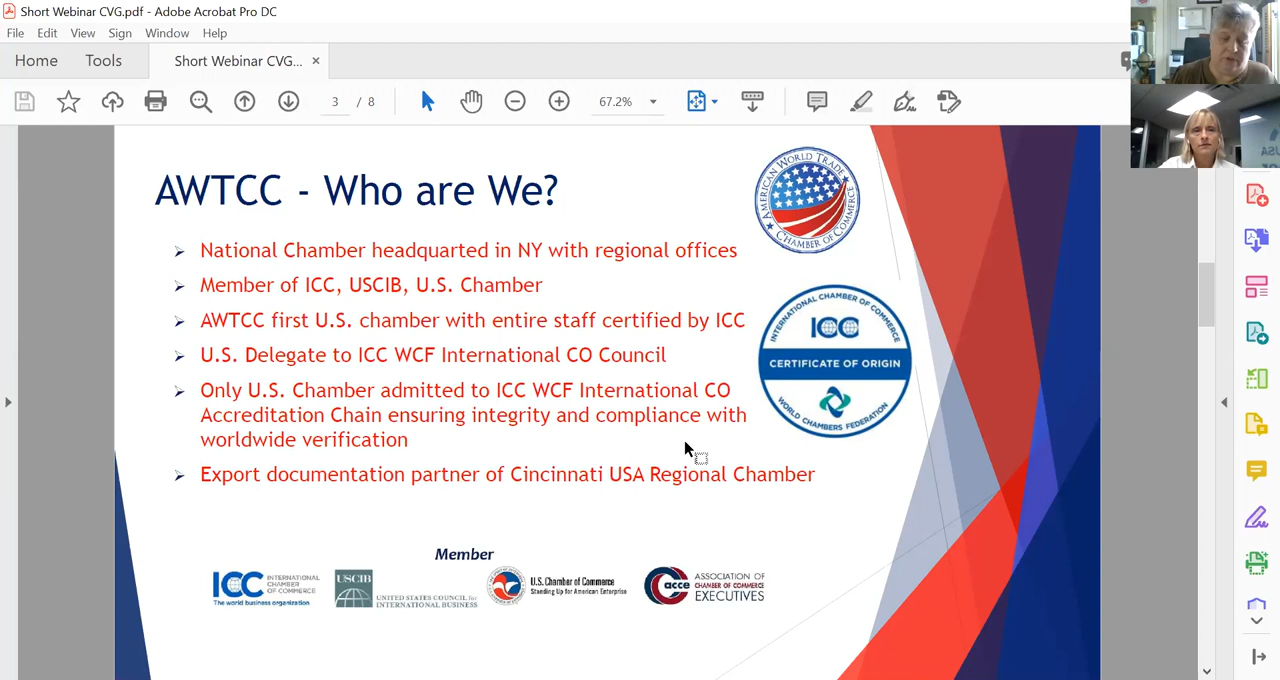 Short Webinar CVG.pdf - Adobe Acrobat Pro DC
File Edit View Sign Window Help
Home Tools Short Webinar CVG... ×
3 / 8 67.2%
AWTCC - Who are We?
AMERICAN WORLD TRADE
CHAMBER OF COMMERCE
National Chamber headquarted in NY with regional offices
Member of ICC, USCIB, U.S. Chamber
AWTCC first U.S. chamber with entire staff certified by ICC
U.S. Delegate to ICC WCF International CO Council
Only U.S. Chamber admitted to ICC WCF International CO
Accreditation Chain ensuring integrity and compliance with
worldwide verification
Export documentation partner of Cincinnati USA Regional Chamber
INTERNATIONAL CHAMBER OF COMMERCE
ICC
CERTIFICATE OF ORIGIN
WORLD CHAMBERS FEDERATION
Member
ICC INTERNATIONAL
CHAMBER
OF COMMERCE
The world business organization
USCIB
UNITED STATES COUNCIL for
INTERNATIONAL BUSINESS
U.S. Chamber of Commerce
Standing Up for American Enterprise
acce
ASSOCIATION OF
CHAMBER OF COMMERCE
EXECUTIVES
USA